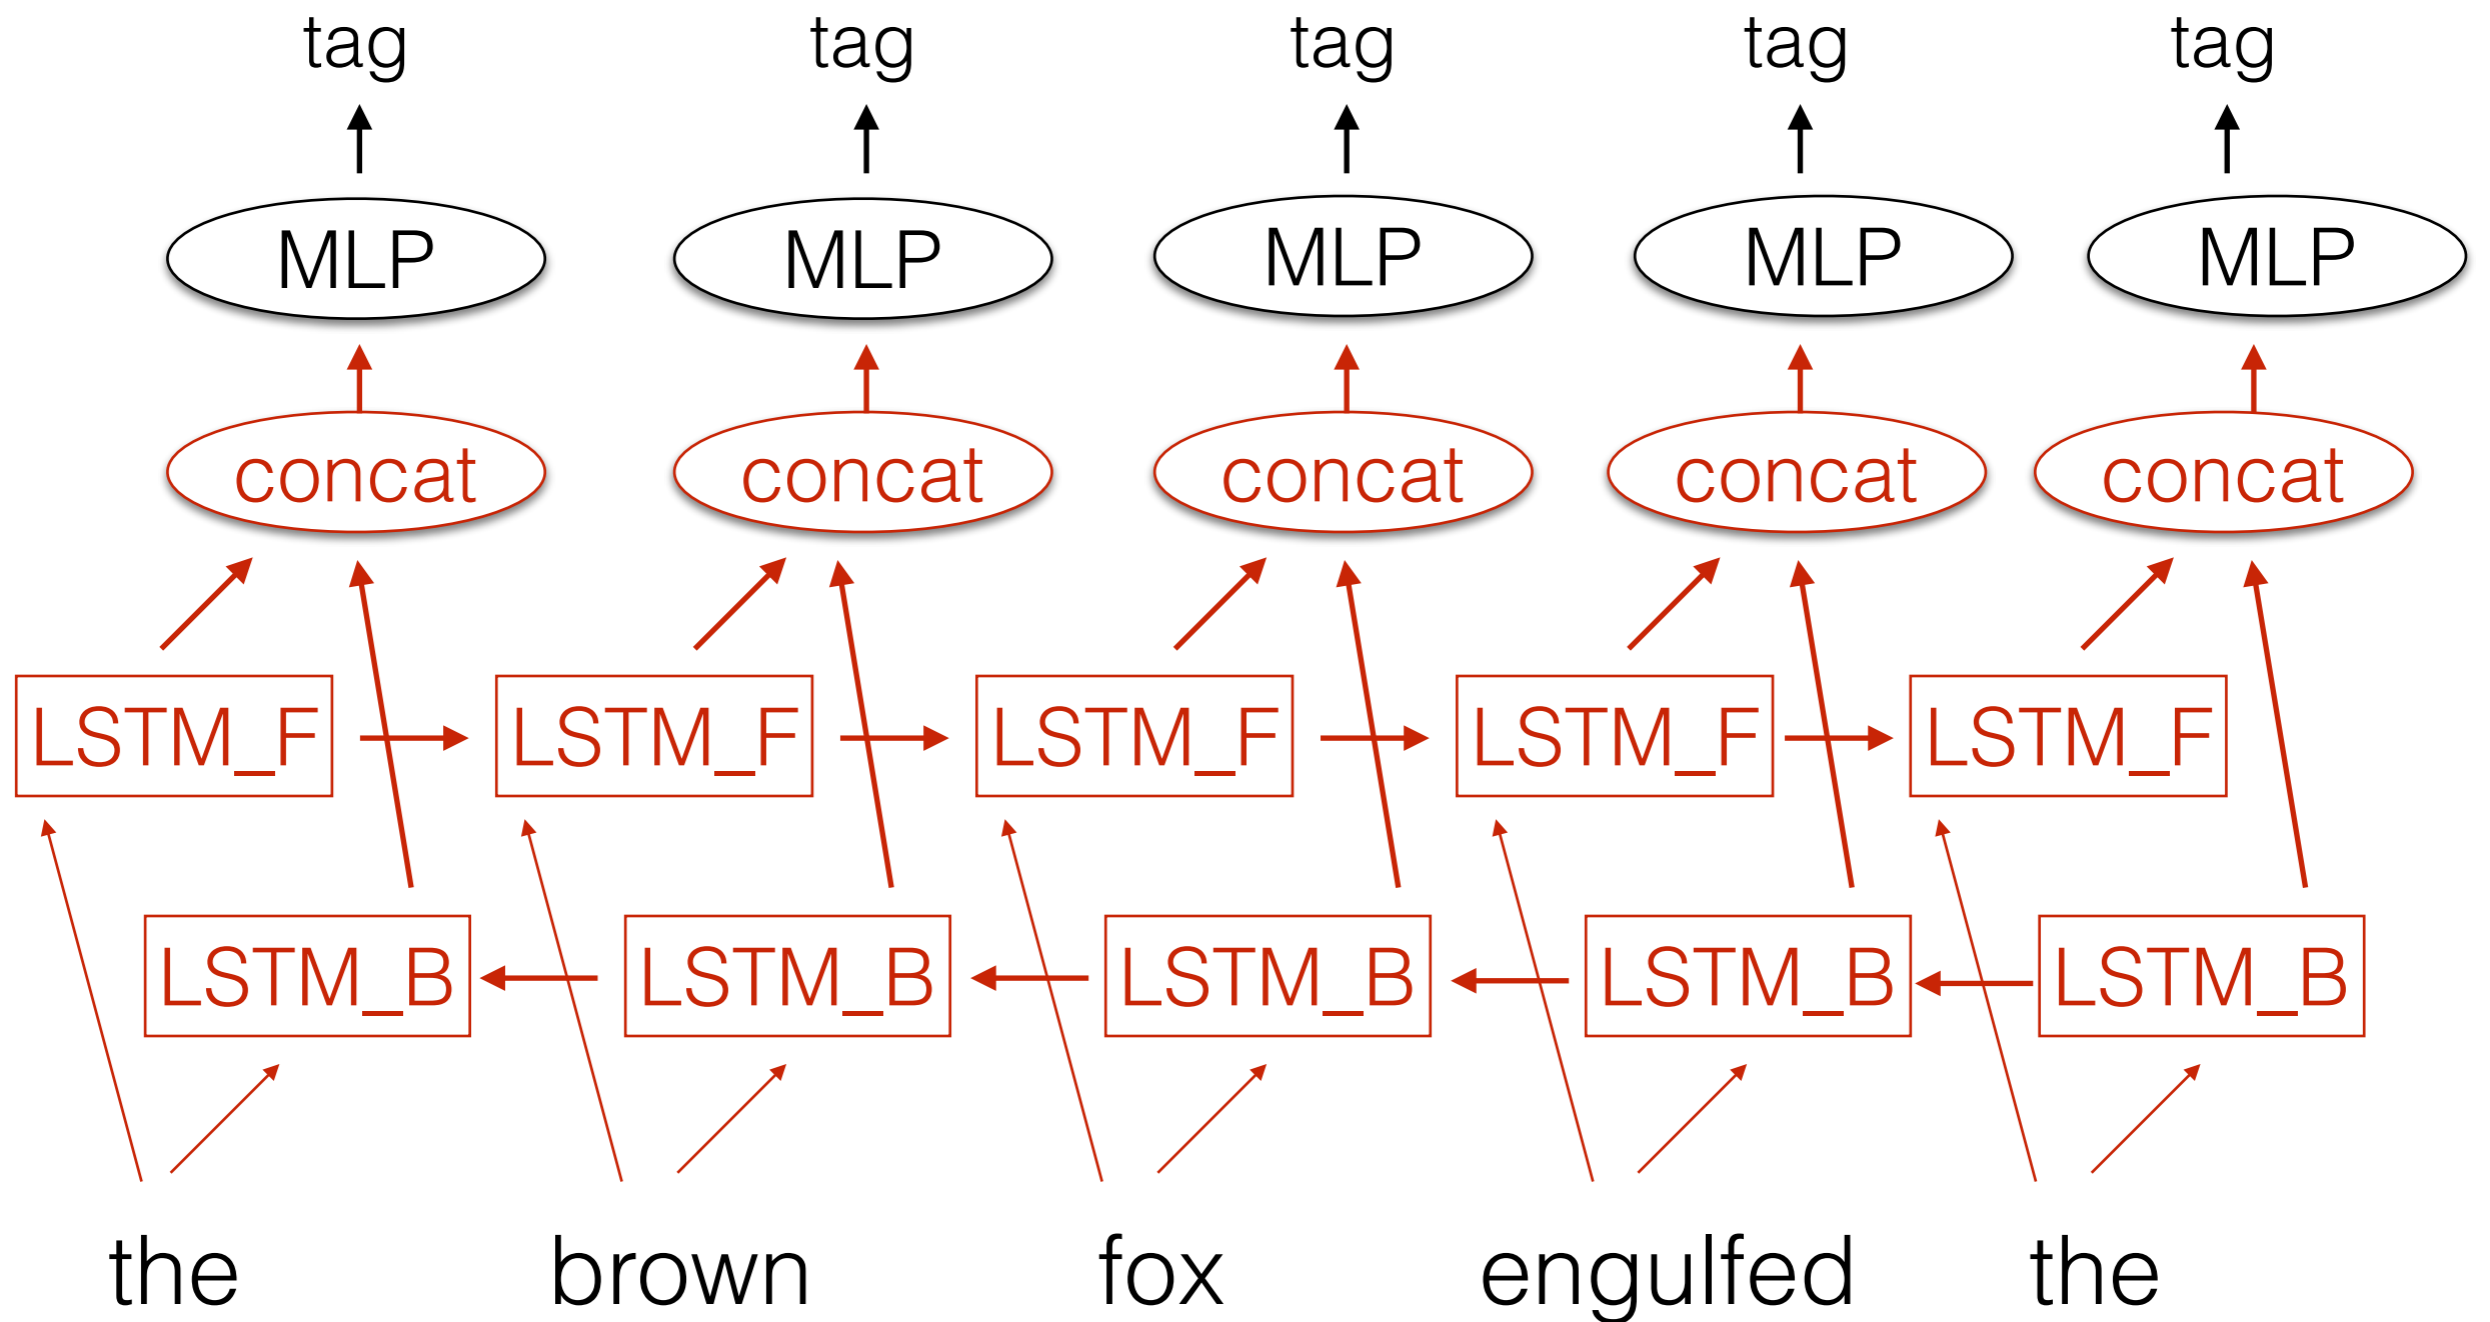 tag tag tag tag tag
MLP MLP MLP MLP MLP
concat concat concat concat concat
LSTM_F LSTM_F LSTM_F LSTM_F LSTM_F
LSTM_B LSTM_B LSTM_B LSTM_B LSTM_B
the brown fox engulfed the